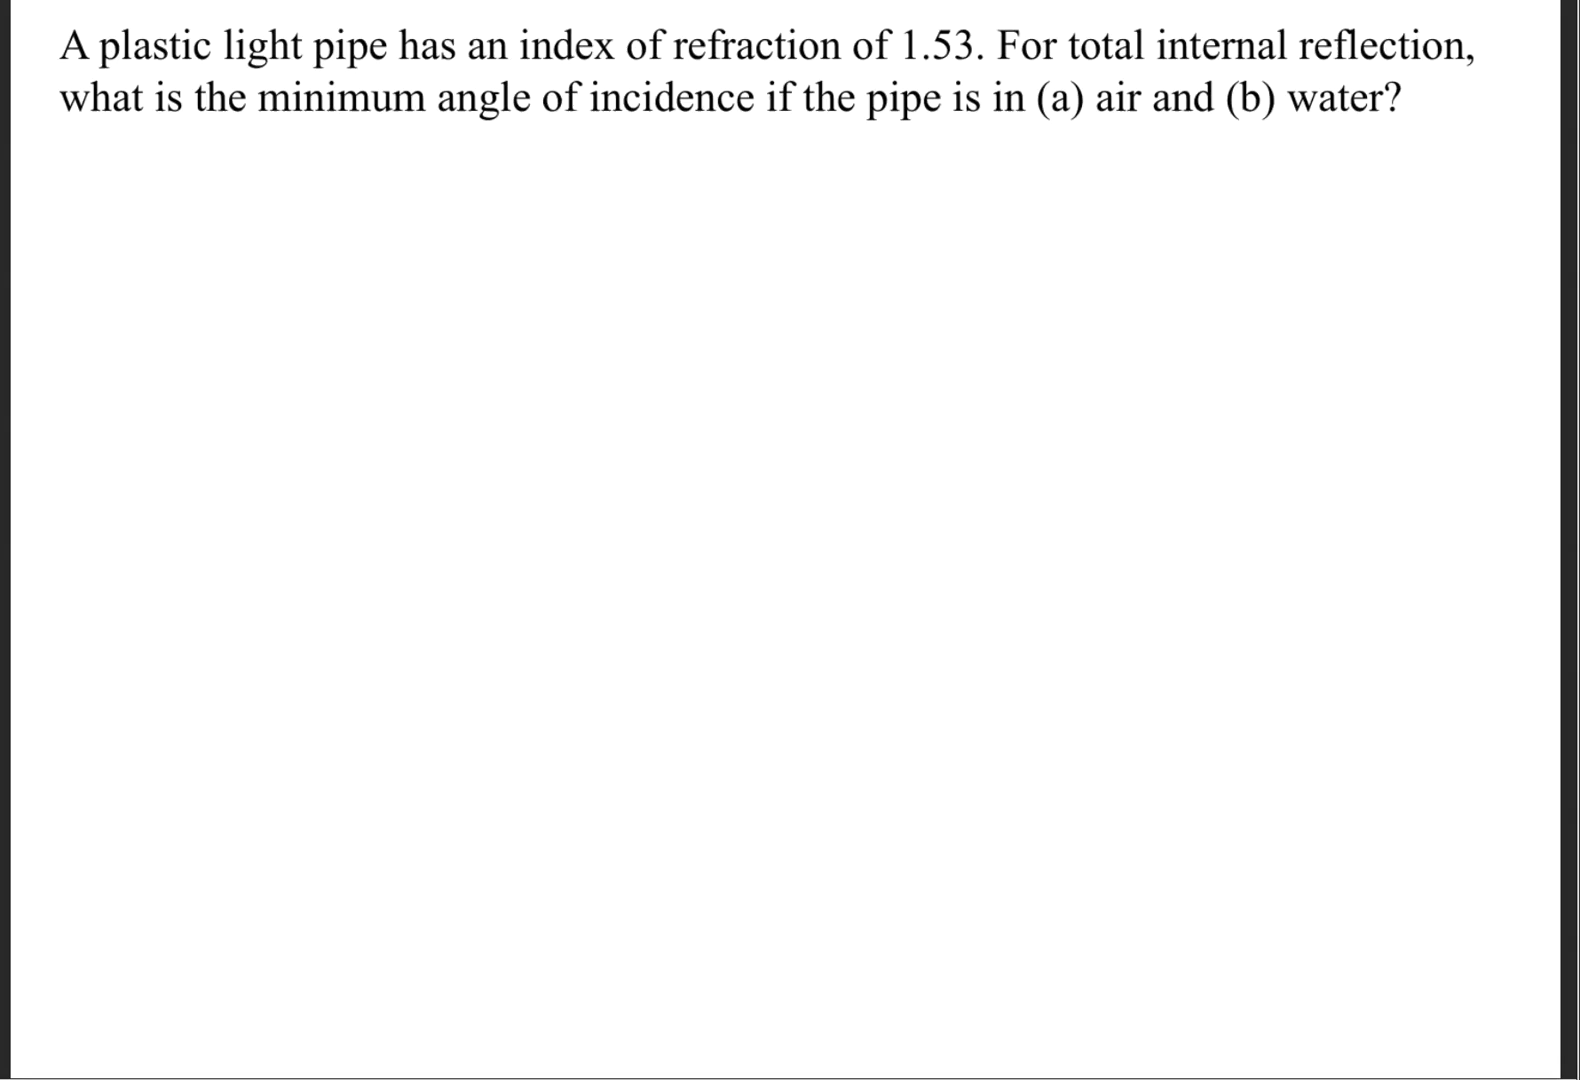 A plastic light pipe has an index of refraction of 1.53. For total internal reflection,
what is the minimum angle of incidence if the pipe is in (a) air and (b) water?